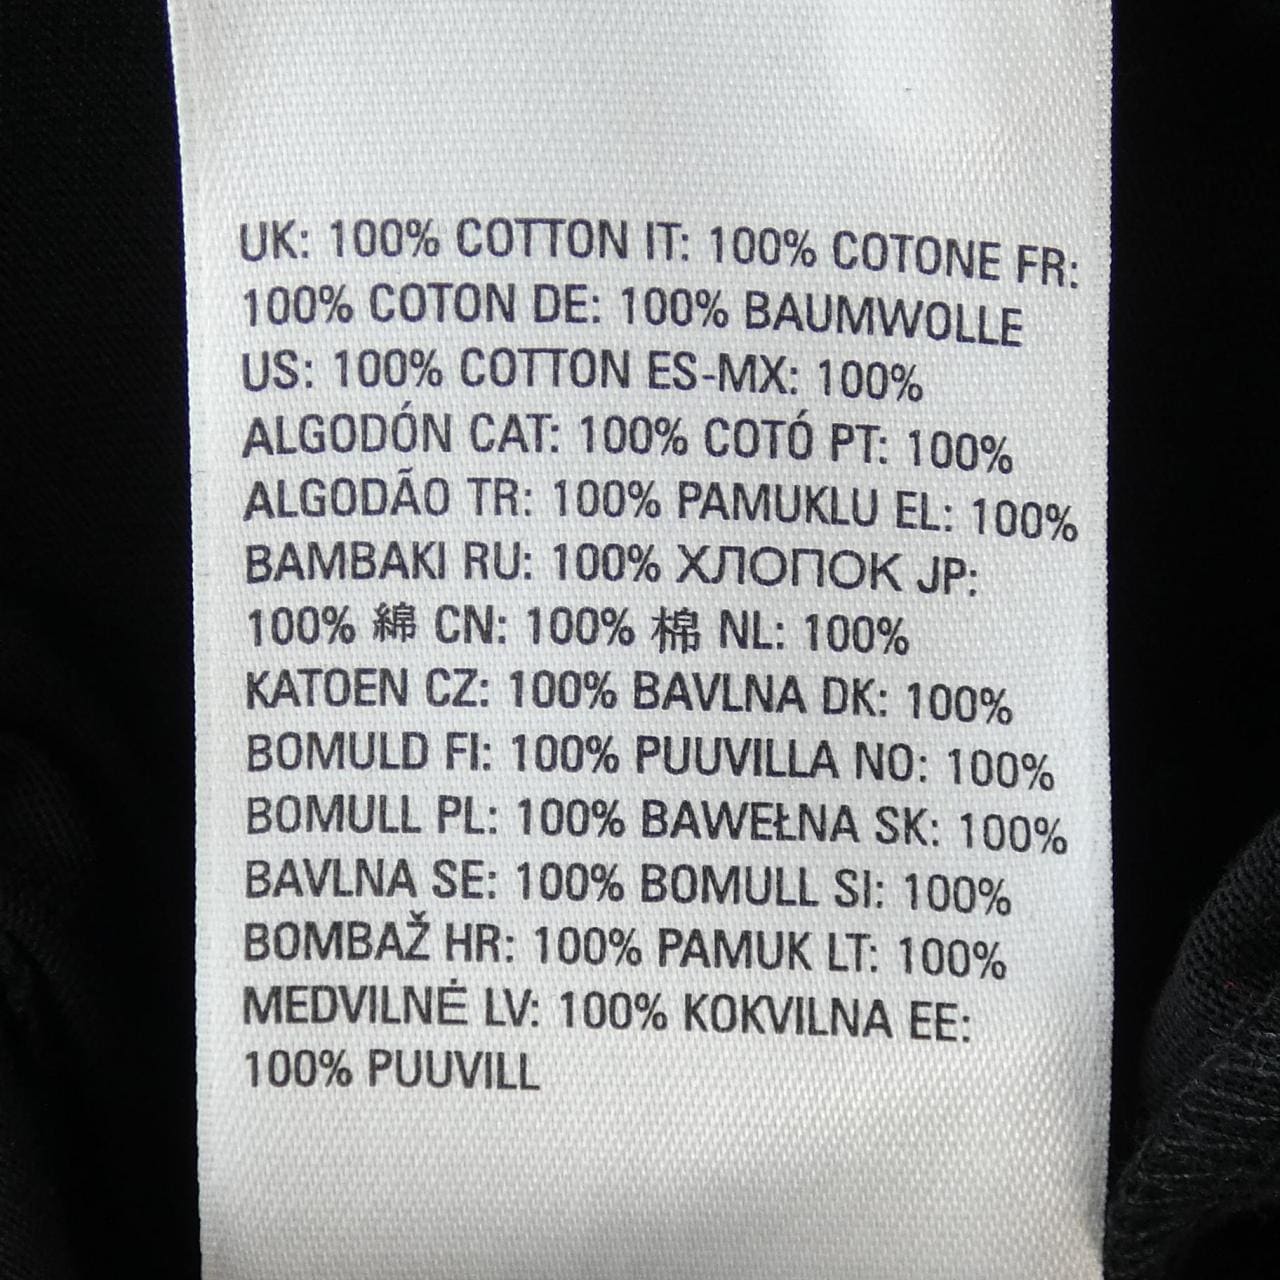 UK: 100% COTTON IT: 100% COTONE FR:
100% COTON DE: 100% BAUMWOLLE
US: 100% COTTON ES-MX: 100%
ALGODÓN CAT: 100% COTÓ PT: 100%
ALGODÃO TR: 100% PAMUKLU EL: 100%
BAMBAKI RU: 100% ХЛОПОК JP:
100% 綿 CN: 100% 棉 NL: 100%
KATOEN CZ: 100% BAVLNA DK: 100%
BOMULD FI: 100% PUUVILLA NO: 100%
BOMULL PL: 100% BAWEŁNA SK: 100%
BAVLNA SE: 100% BOMULL SI: 100%
BOMBAŽ HR: 100% PAMUK LT: 100%
MEDVILNĖ LV: 100% KOKVILNA EE:
100% PUUVILL